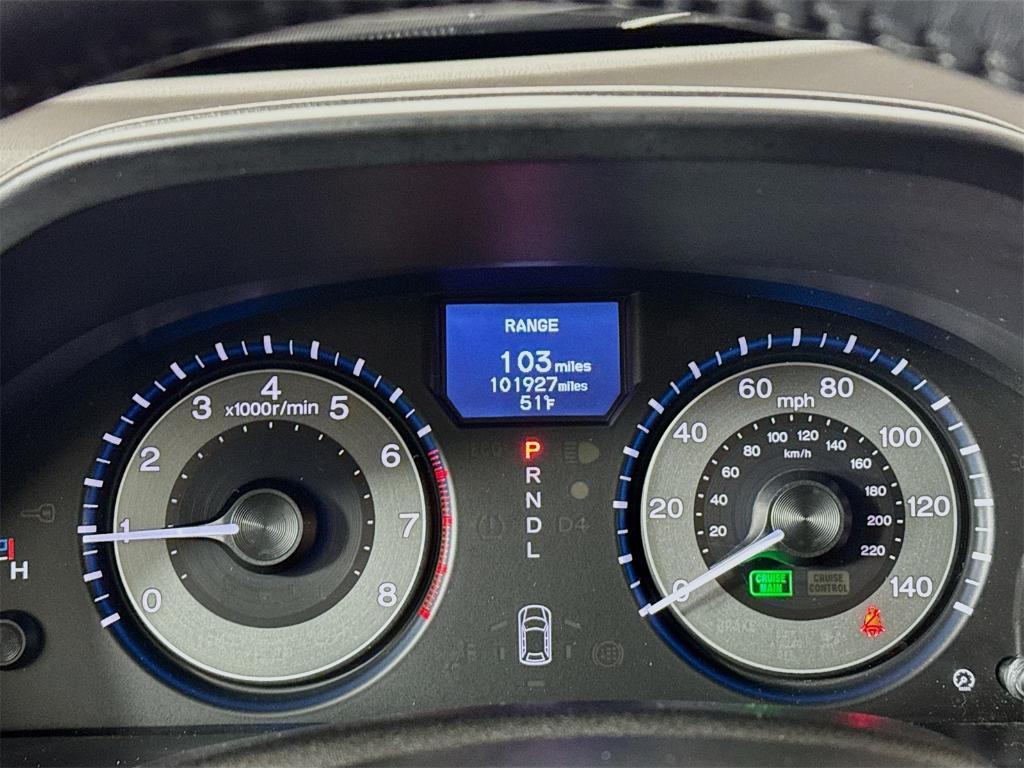 RANGE
103 miles
101927 miles
51°F
0
1
2
3
4
5
6
7
8
x1000r/min
H
P
R
N
D
L
D4
0
20
40
60
80
100
120
140
mph
20
40
60
80
100
120
140
160
180
200
220
km/h
CRUISE
MAIN
CRUISE
CONTROL
BRAKE